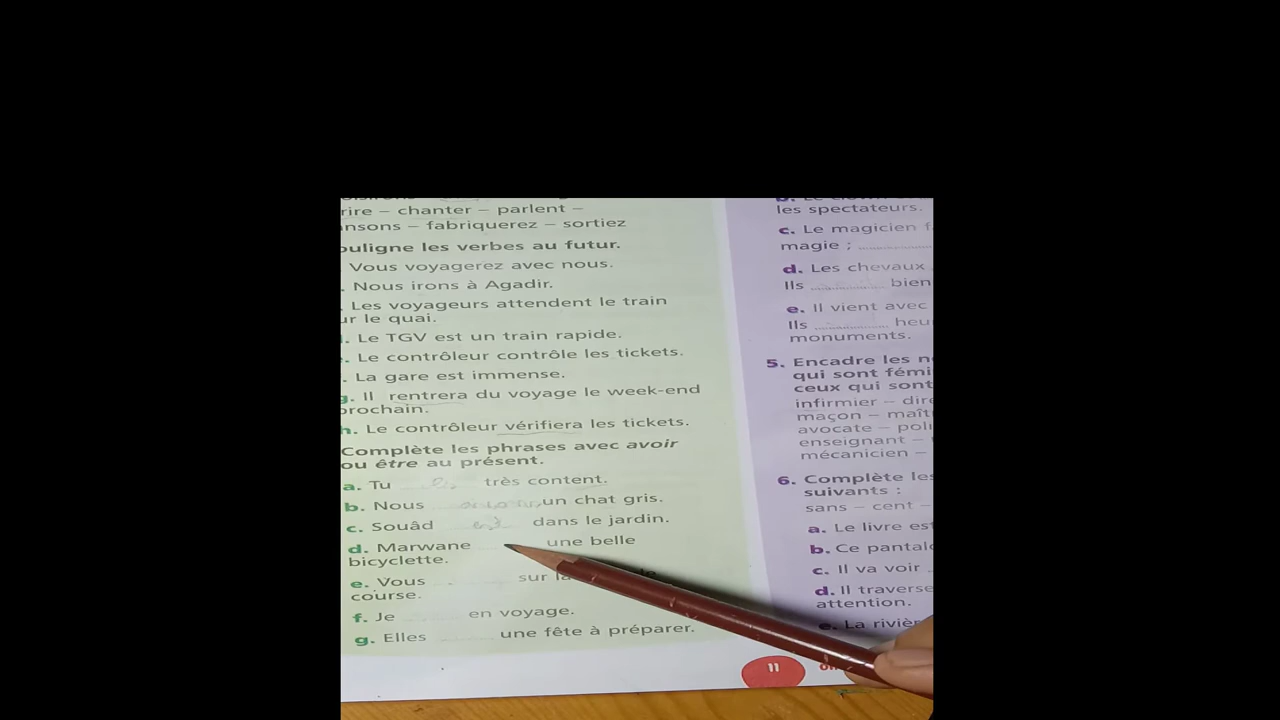 rire – chanter – parlent –
nsons – fabriquerez – sortiez
ouligne les verbes au futur.
Vous voyagerez avec nous.
Nous irons à Agadir.
Les voyageurs attendent le train
ur le quai.
Le TGV est un train rapide.
Le contrôleur contrôle les tickets.
La gare est immense.
g. Il rentrera du voyage le week-end
prochain.
h. Le contrôleur vérifiera les tickets.
Complète les phrases avec avoir
ou être au présent.
a. Tu es très content.
b. Nous avons un chat gris.
c. Souâd est dans le jardin.
d. Marwane une belle
bicyclette.
e. Vous sur la
course.
f. Je en voyage.
g. Elles une fête à préparer.
les spectateurs.
c. Le magicien f
magie ;
d. Les chevaux
Ils bien
e. Il vient avec
Ils heu
monuments.
5. Encadre les n
qui sont fémi
ceux qui sont
infirmier – dire
maçon – maît
avocate – poli
enseignant –
mécanicien –
6. Complète les
suivants :
sans – cent –
a. Le livre est
b. Ce pantalo
c. Il va voir
d. Il traverse
attention.
e. La rivièr
11